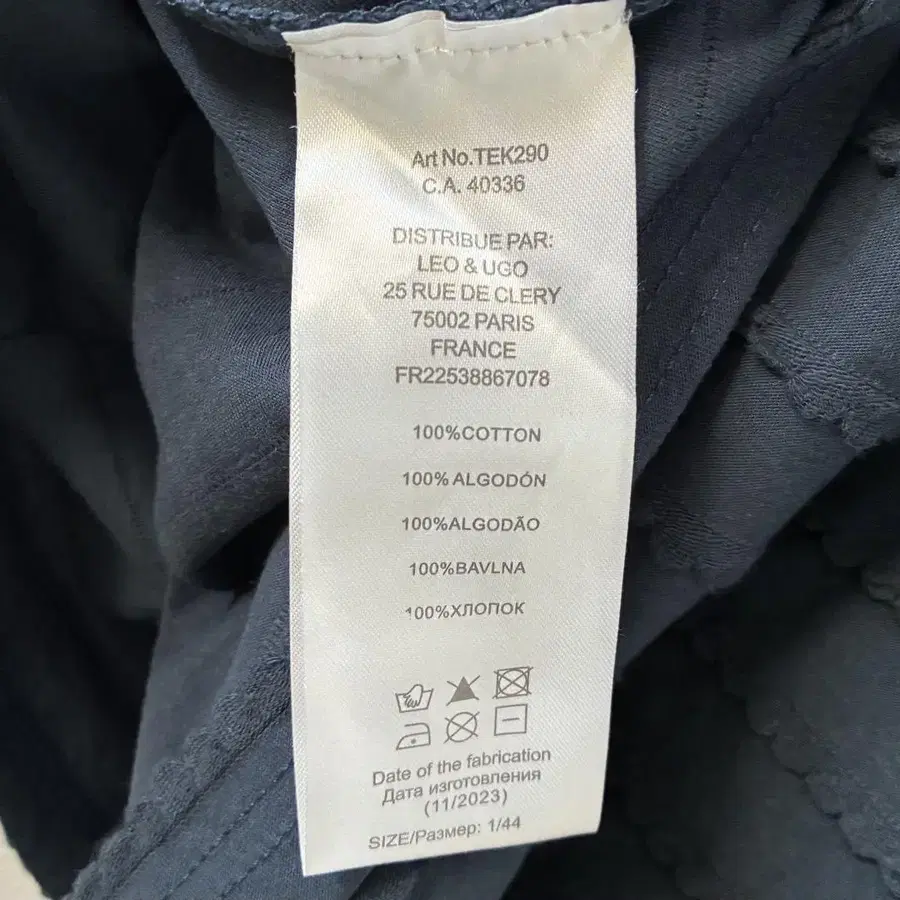 Art No.TEK290
C.A. 40336
DISTRIBUE PAR:
LEO & UGO
25 RUE DE CLERY
75002 PARIS
FRANCE
FR22538867078
100%COTTON
100% ALGODÓN
100%ALGODÃO
100%BAVLNA
100%ХЛОПОК
Date of the fabrication
Дата изготовления
(11/2023)
SIZE/Размер: 1/44